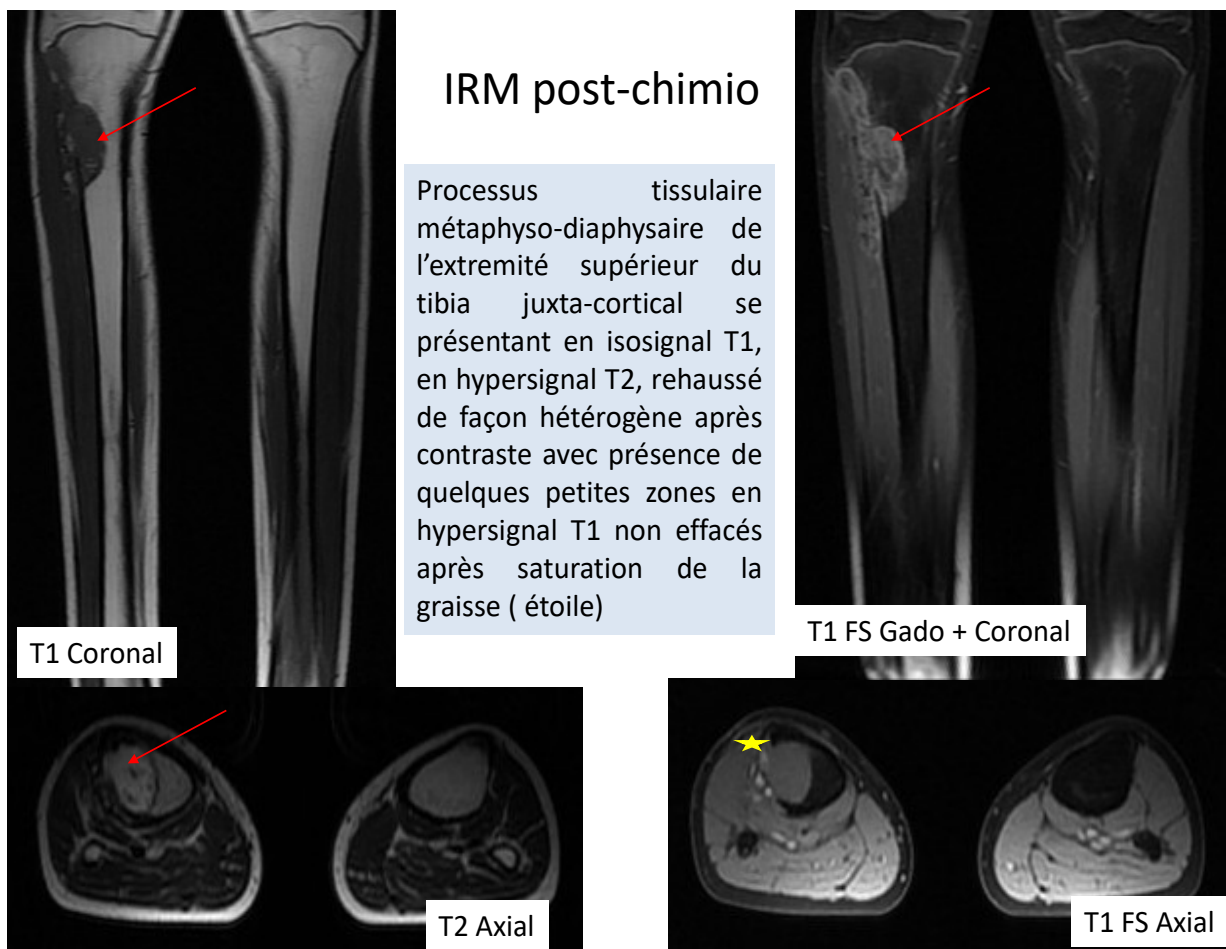 IRM post-chimio
Processus tissulaire
métaphyso-diaphysaire de
l’extremité supérieur du
tibia juxta-cortical se
présentant en isosignal T1,
en hypersignal T2, rehaussé
de façon hétérogène après
contraste avec présence de
quelques petites zones en
hypersignal T1 non effacés
après saturation de la
graisse ( étoile)
T1 Coronal
T1 FS Gado + Coronal
T2 Axial
T1 FS Axial